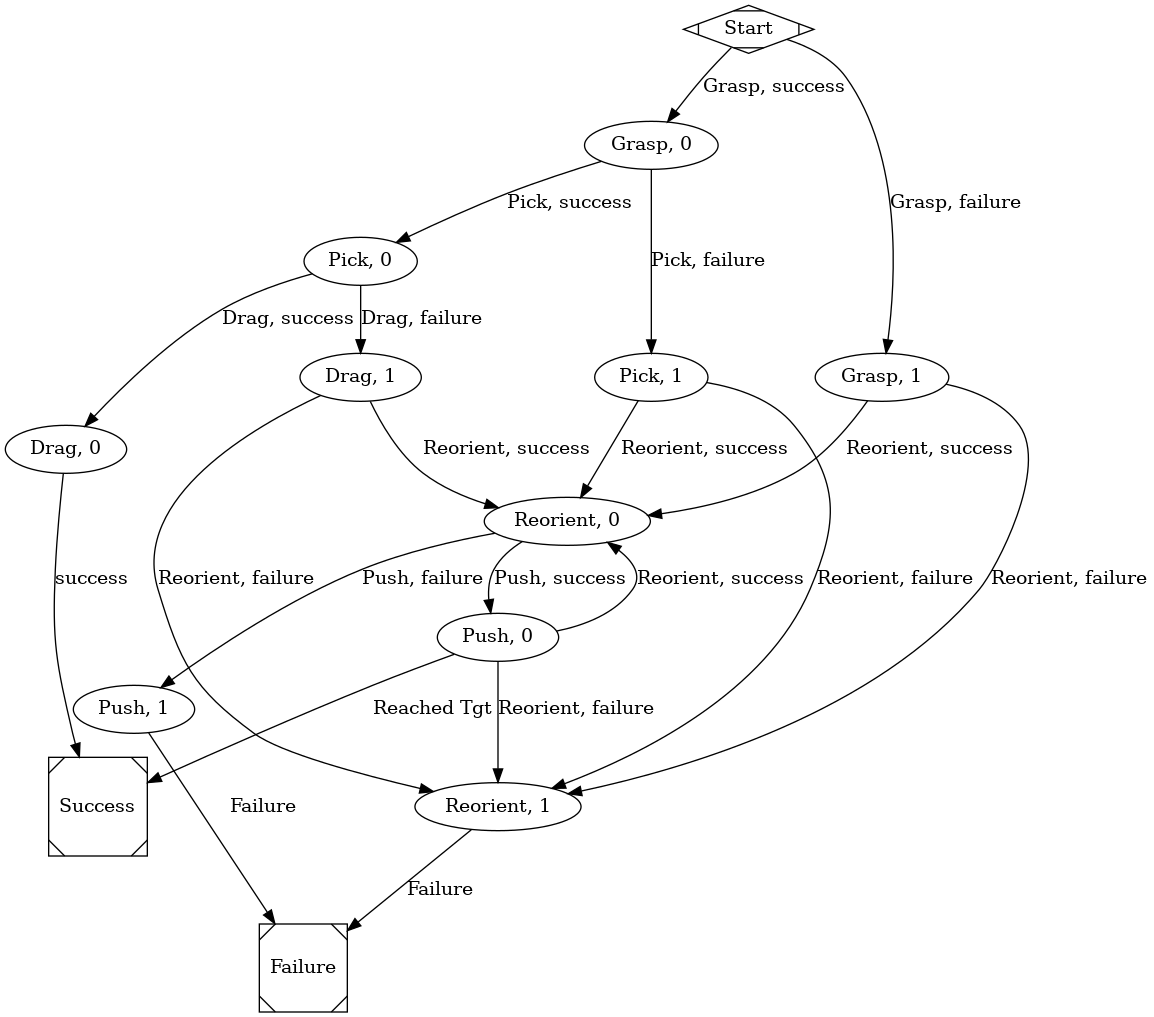 Start
Grasp, success
Grasp, 0
Pick, success
Grasp, failure
Pick, 0
Pick, failure
Drag, success
Drag, failure
Drag, 1
Pick, 1
Grasp, 1
Drag, 0
Reorient, success
Reorient, success
Reorient, success
Reorient, 0
success
Reorient, failure
Push, failure
Push, success
Reorient, success
Reorient, failure
Reorient, failure
Push, 0
Push, 1
Reached Tgt
Reorient, failure
Success
Failure
Reorient, 1
Failure
Failure